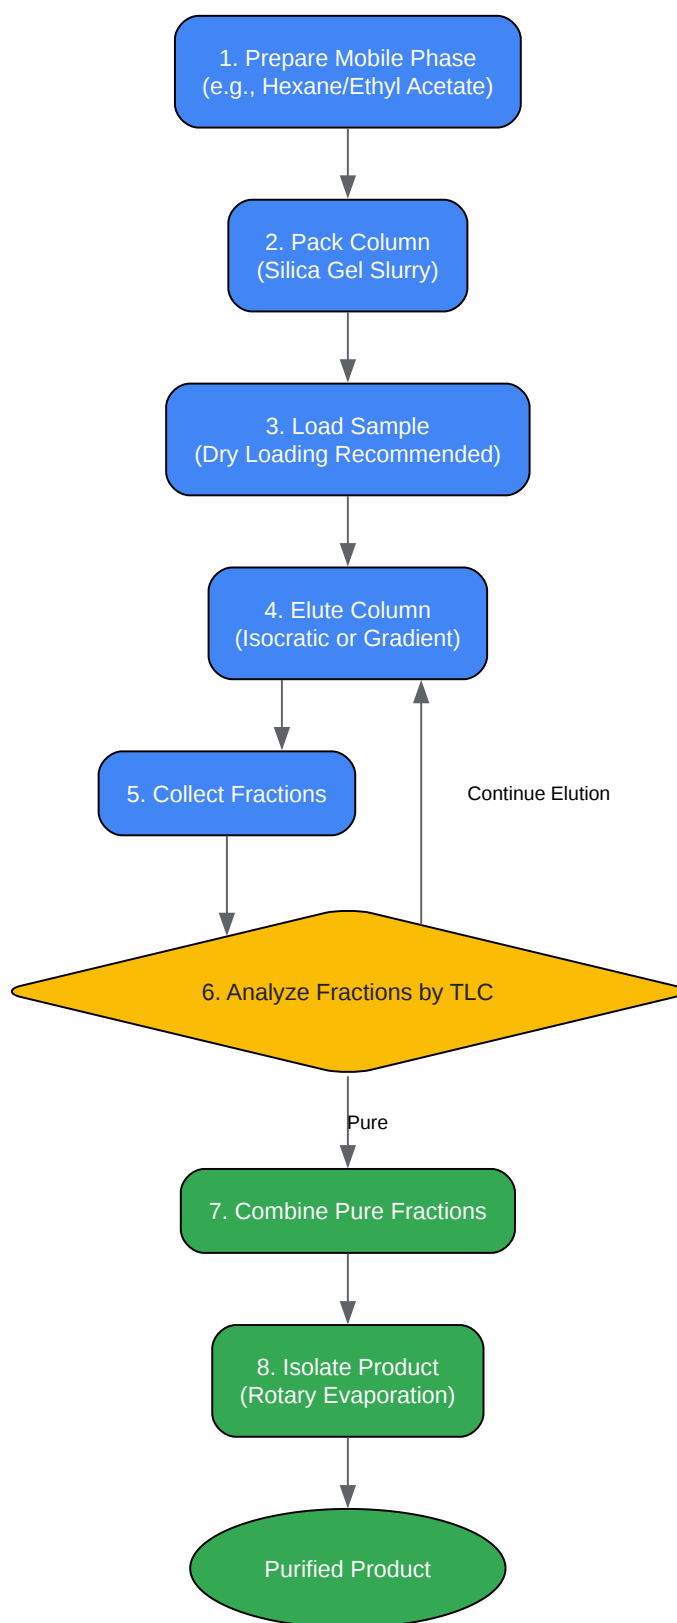 1. Prepare Mobile Phase
(e.g., Hexane/Ethyl Acetate)
2. Pack Column
(Silica Gel Slurry)
3. Load Sample
(Dry Loading Recommended)
4. Elute Column
(Isocratic or Gradient)
5. Collect Fractions
Continue Elution
6. Analyze Fractions by TLC
Pure
7. Combine Pure Fractions
8. Isolate Product
(Rotary Evaporation)
Purified Product